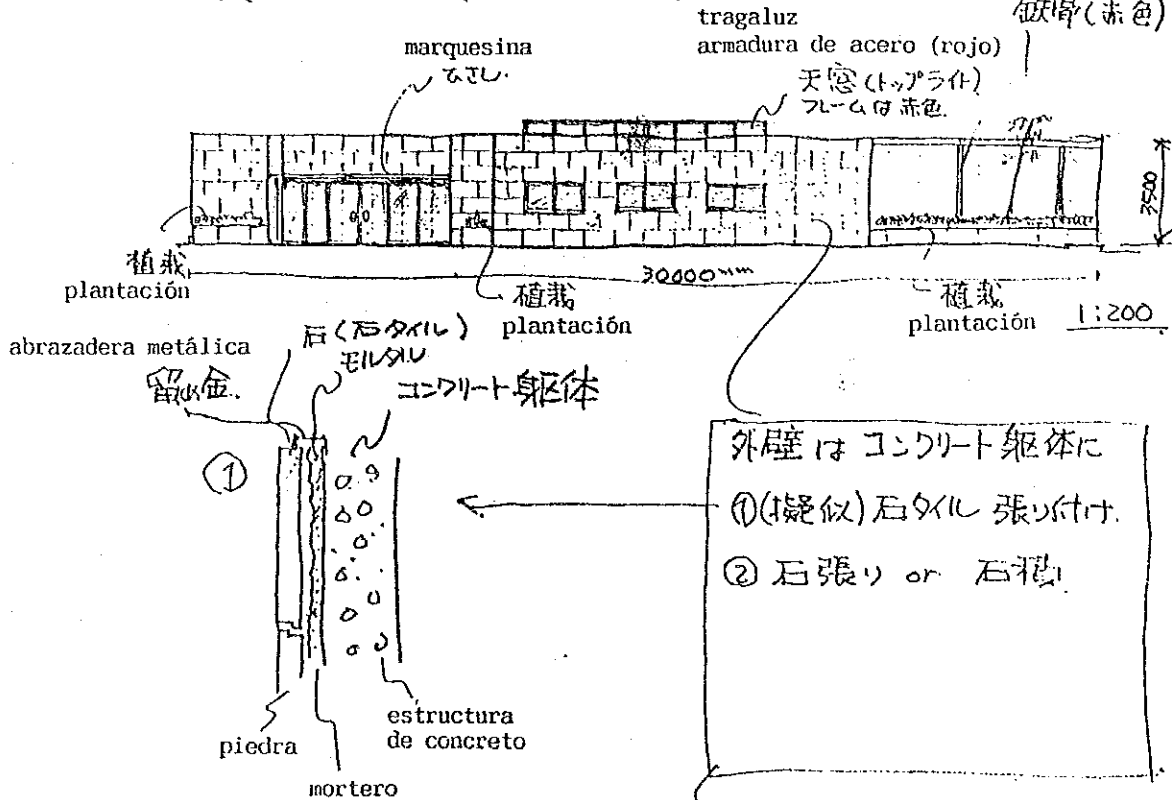 鉄骨(赤色)
tragaluz
armadura de acero (rojo)
天窓(トップライト)
フレームは赤色.
marquesina
ひさし.
3500
30000mm
植栽
plantación
植栽
plantación
植栽
plantación
1:200
abrazadera metálica
留め金.
石(石タイル)
モルタル
コンクリート躯体
①
piedra
mortero
estructura
de concreto
外壁は コンクリート躯体に
①(擬似)石タイル 張り付け.
② 石張り or 石積